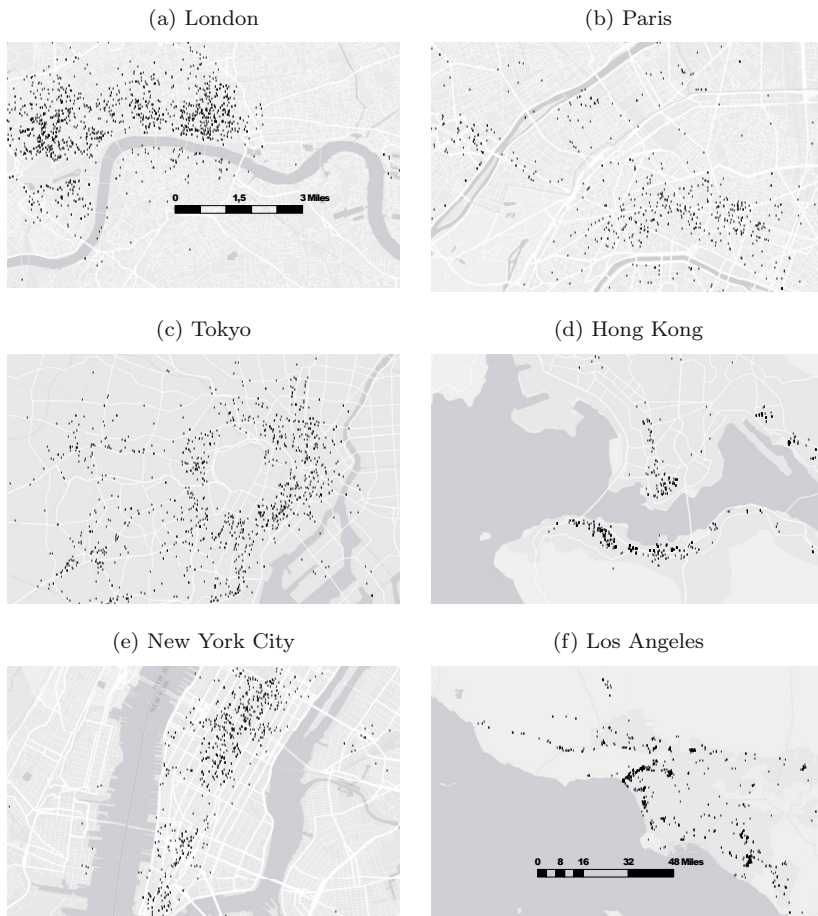 (a) London
(b) Paris
0 1,5 3 Miles
(c) Tokyo
(d) Hong Kong
(e) New York City
(f) Los Angeles
0 8 16 32 48 Miles